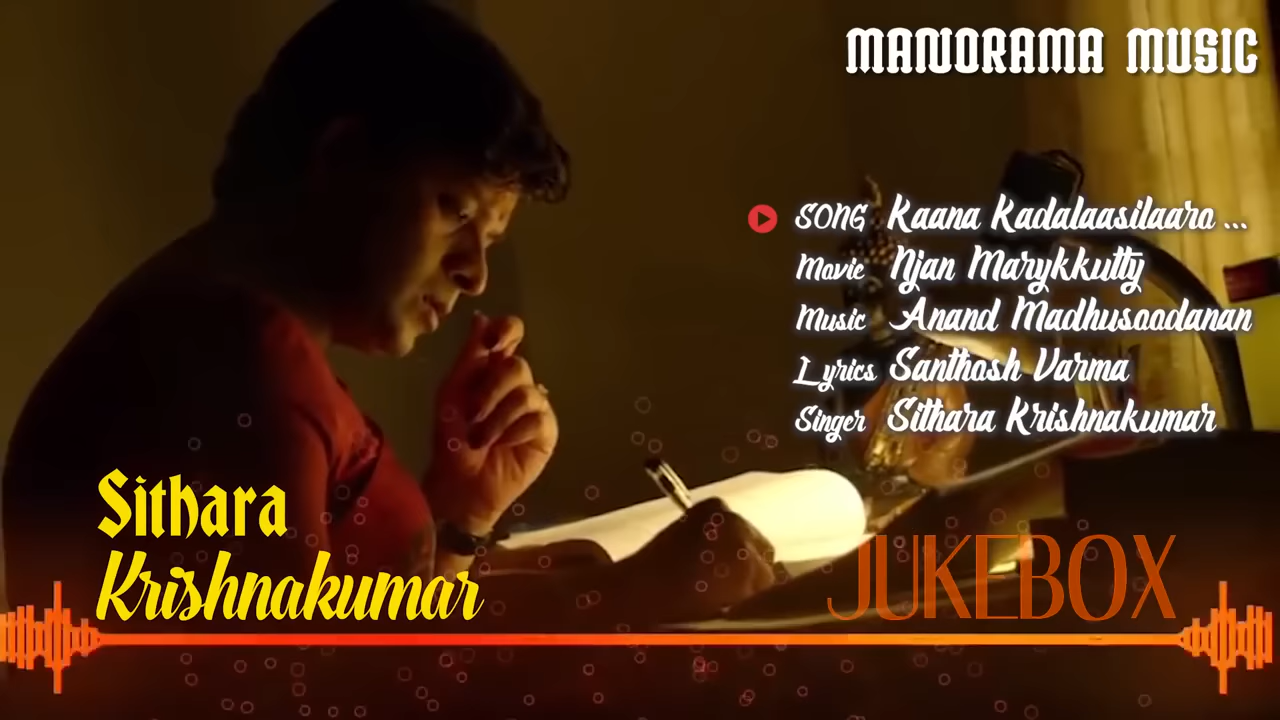 MANORAMA MUSIC
SONG Kaana Kadalaasilaaro ...
Movie Njan Marykkutty
Music Anand Madhusoodanan
Lyrics Santhosh Varma
Singer Sithara Krishnakumar
Sithara
Krishnakumar
JUKEBOX